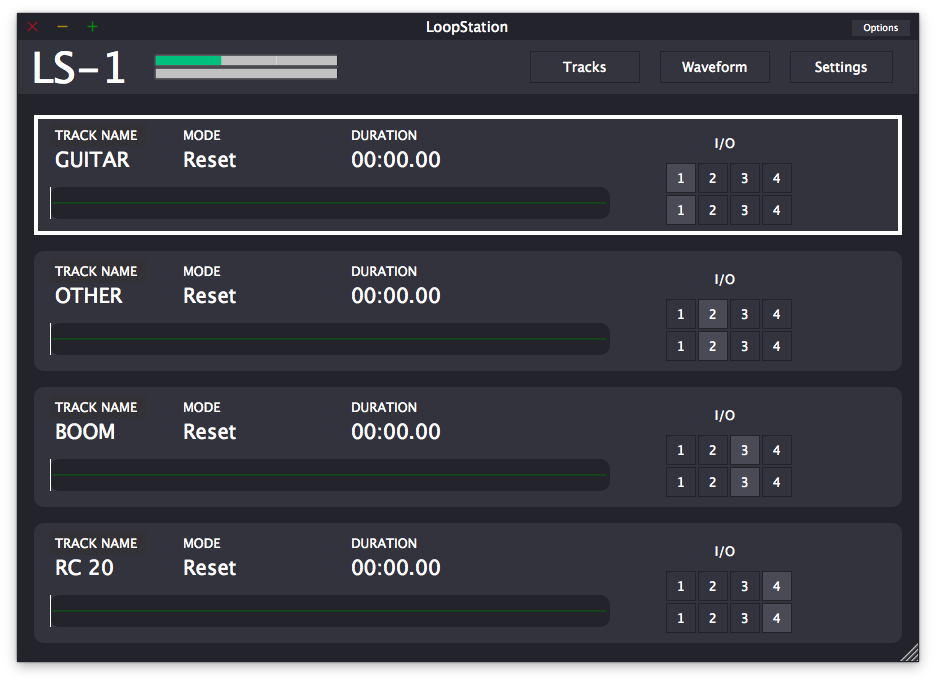 LoopStation
Options
LS-1
Tracks Waveform Settings
TRACK NAME MODE DURATION I/O
GUITAR Reset 00:00.00
1 2 3 4
1 2 3 4
TRACK NAME MODE DURATION I/O
OTHER Reset 00:00.00
1 2 3 4
1 2 3 4
TRACK NAME MODE DURATION I/O
BOOM Reset 00:00.00
1 2 3 4
1 2 3 4
TRACK NAME MODE DURATION I/O
RC 20 Reset 00:00.00
1 2 3 4
1 2 3 4